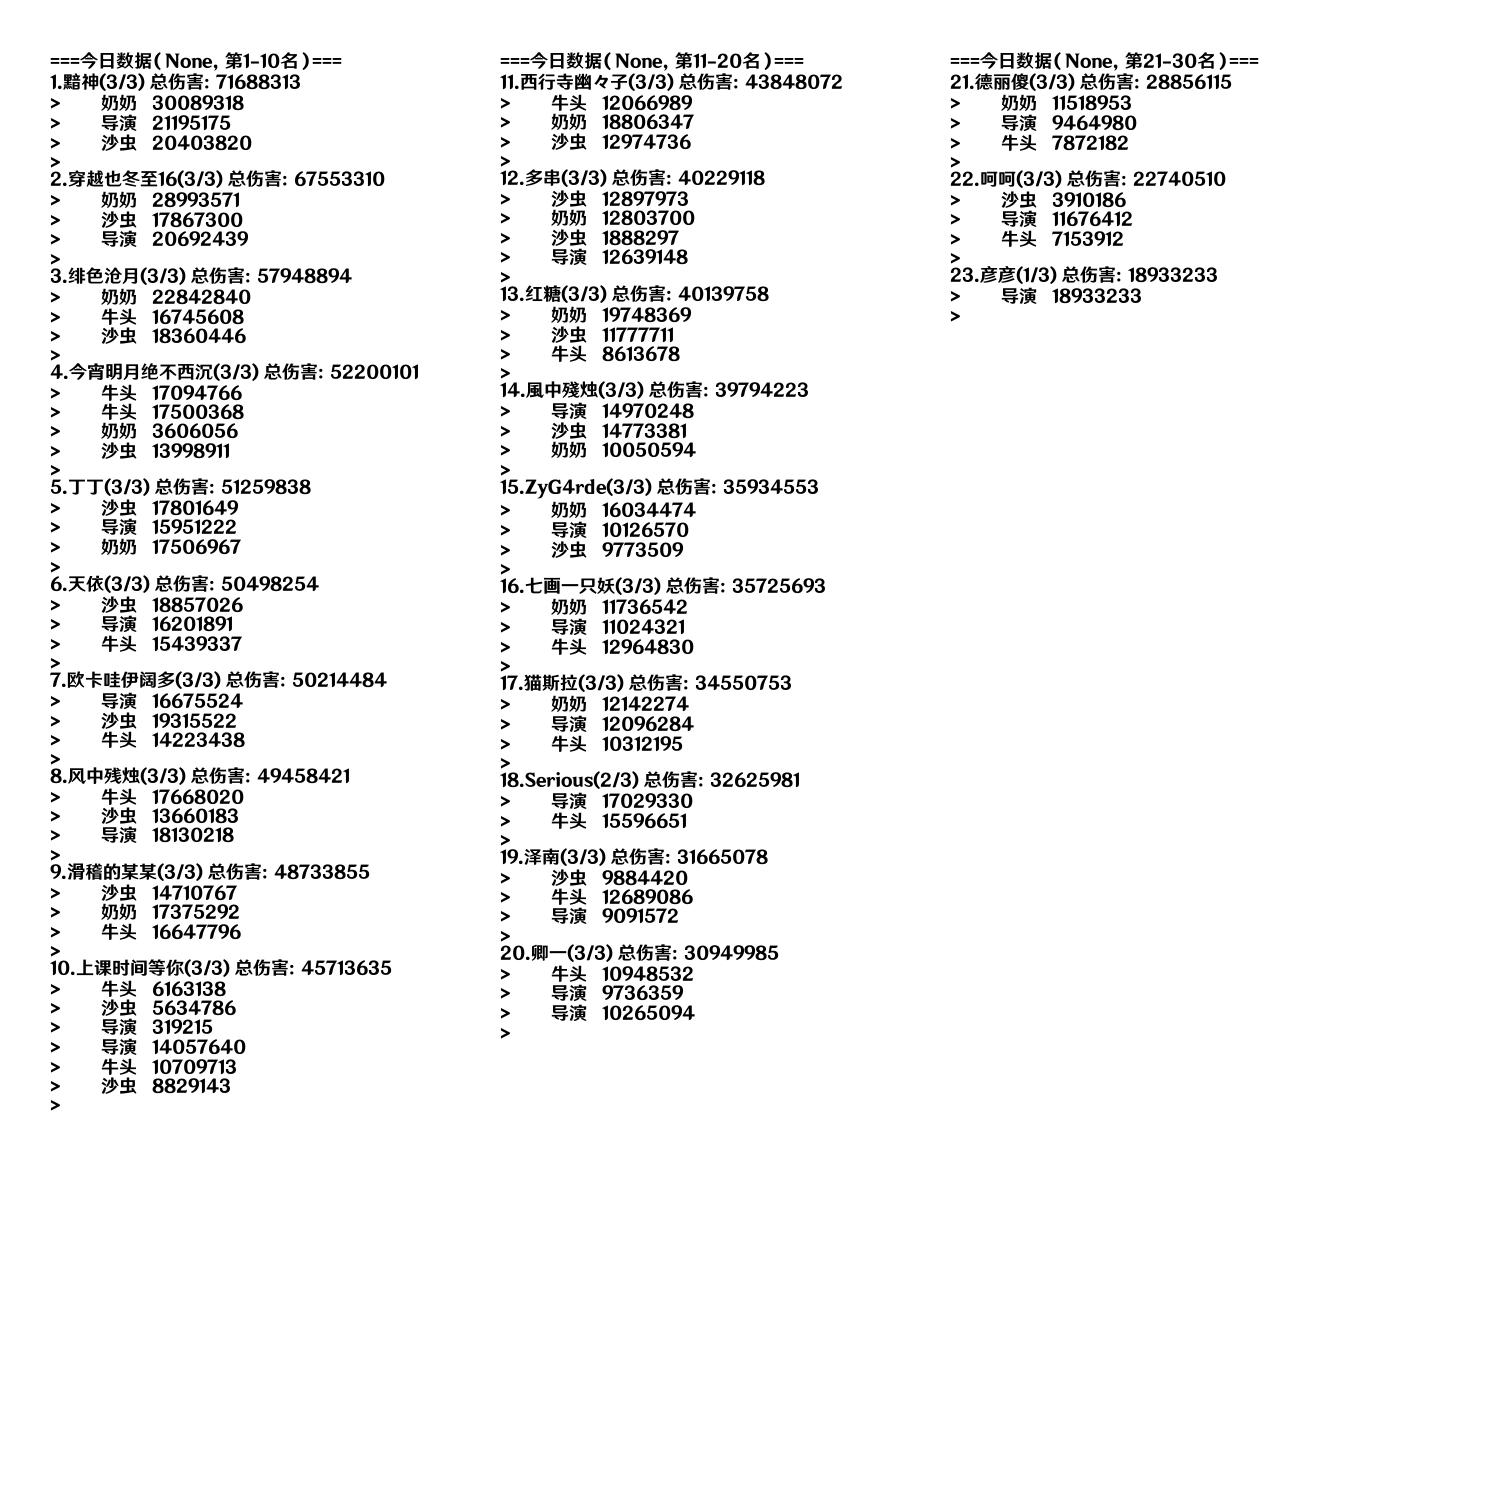 ===今日数据(None, 第1-10名)===
1.黯神(3/3) 总伤害: 71688313
> 奶奶 30089318
> 导演 21195175
> 沙虫 20403820
>
2.穿越也冬至16(3/3) 总伤害: 67553310
> 奶奶 28993571
> 沙虫 17867300
> 导演 20692439
>
3.绯色沧月(3/3) 总伤害: 57948894
> 奶奶 22842840
> 牛头 16745608
> 沙虫 18360446
>
4.今宵明月绝不西沉(3/3) 总伤害: 52200101
> 牛头 17094766
> 牛头 17500368
> 奶奶 3606056
> 沙虫 13998911
>
5.丁丁(3/3) 总伤害: 51259838
> 沙虫 17801649
> 导演 15951222
> 奶奶 17506967
>
6.天依(3/3) 总伤害: 50498254
> 沙虫 18857026
> 导演 16201891
> 牛头 15439337
>
7.欧卡哇伊阔多(3/3) 总伤害: 50214484
> 导演 16675524
> 沙虫 19315522
> 牛头 14223438
>
8.风中残烛(3/3) 总伤害: 49458421
> 牛头 17668020
> 沙虫 13660183
> 导演 18130218
>
9.滑稽的某某(3/3) 总伤害: 48733855
> 沙虫 14710767
> 奶奶 17375292
> 牛头 16647796
>
10.上课时间等你(3/3) 总伤害: 45713635
> 牛头 6163138
> 沙虫 5634786
> 导演 319215
> 导演 14057640
> 牛头 10709713
> 沙虫 8829143
>
===今日数据(None, 第11-20名)===
11.西行寺幽々子(3/3) 总伤害: 43848072
> 牛头 12066989
> 奶奶 18806347
> 沙虫 12974736
>
12.多串(3/3) 总伤害: 40229118
> 沙虫 12897973
> 奶奶 12803700
> 沙虫 1888297
> 导演 12639148
>
13.红糖(3/3) 总伤害: 40139758
> 奶奶 19748369
> 沙虫 11777711
> 牛头 8613678
>
14.風中殘烛(3/3) 总伤害: 39794223
> 导演 14970248
> 沙虫 14773381
> 奶奶 10050594
>
15.ZyG4rde(3/3) 总伤害: 35934553
> 奶奶 16034474
> 导演 10126570
> 沙虫 9773509
>
16.七画一只妖(3/3) 总伤害: 35725693
> 奶奶 11736542
> 导演 11024321
> 牛头 12964830
>
17.猫斯拉(3/3) 总伤害: 34550753
> 奶奶 12142274
> 导演 12096284
> 牛头 10312195
>
18.Serious(2/3) 总伤害: 32625981
> 导演 17029330
> 牛头 15596651
>
19.泽南(3/3) 总伤害: 31665078
> 沙虫 9884420
> 牛头 12689086
> 导演 9091572
>
20.卿一(3/3) 总伤害: 30949985
> 牛头 10948532
> 导演 9736359
> 导演 10265094
>
===今日数据(None, 第21-30名)===
21.德丽傻(3/3) 总伤害: 28856115
> 奶奶 11518953
> 导演 9464980
> 牛头 7872182
>
22.呵呵(3/3) 总伤害: 22740510
> 沙虫 3910186
> 导演 11676412
> 牛头 7153912
>
23.彦彦(1/3) 总伤害: 18933233
> 导演 18933233
>